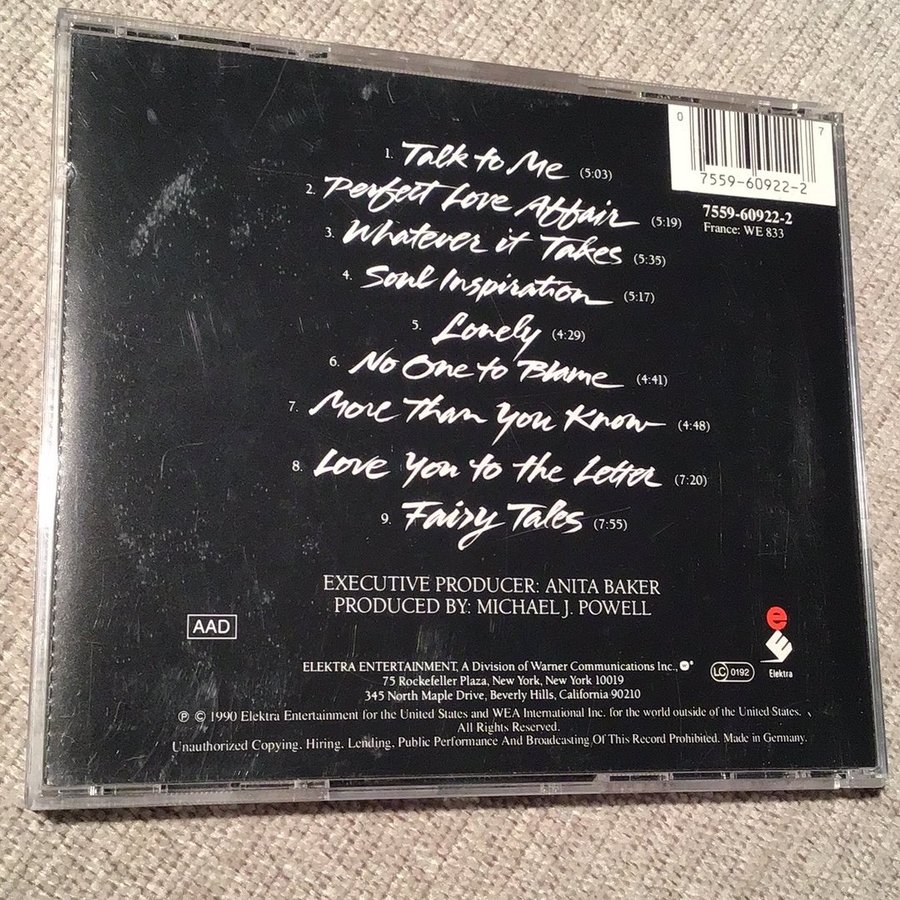 0 7
7559-60922-2
7559-60922-2
France: WE 833
1. Talk to Me (5:03)
2. Perfect Love Affair (5:19)
3. Whatever it Takes (5:35)
4. Soul Inspiration (5:17)
5. Lonely (4:29)
6. No One to Blame (4:41)
7. More Than You Know (4:48)
8. Love You to the Letter (7:20)
9. Fairy Tales (7:55)
EXECUTIVE PRODUCER: ANITA BAKER
PRODUCED BY: MICHAEL J. POWELL
AAD
ELEKTRA ENTERTAINMENT, A Division of Warner Communications Inc.,
75 Rockefeller Plaza, New York, New York 10019
345 North Maple Drive, Beverly Hills, California 90210
LC 0192
e
Elektra
℗ © 1990 Elektra Entertainment for the United States and WEA International Inc. for the world outside of the United States.
All Rights Reserved.
Unauthorized Copying, Hiring, Lending, Public Performance And Broadcasting Of This Record Prohibited. Made in Germany.